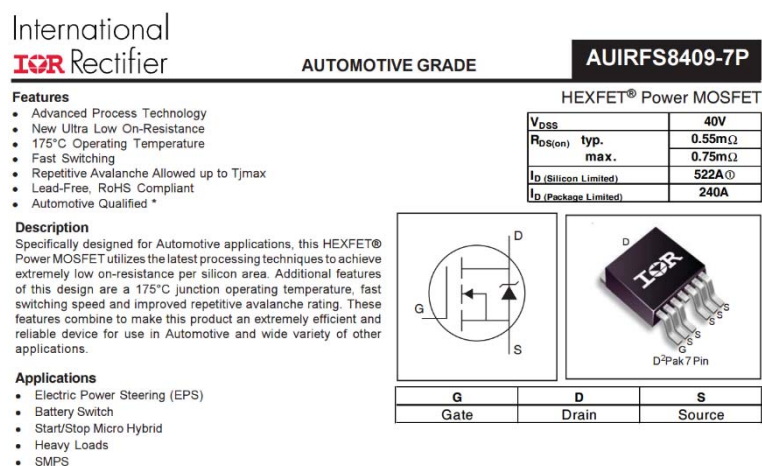 International
IOR Rectifier
AUTOMOTIVE GRADE
AUIRFS8409-7P
Features
• Advanced Process Technology
• New Ultra Low On-Resistance
• 175°C Operating Temperature
• Fast Switching
• Repetitive Avalanche Allowed up to Tjmax
• Lead-Free, RoHS Compliant
• Automotive Qualified *
Description
Specifically designed for Automotive applications, this HEXFET®
Power MOSFET utilizes the latest processing techniques to achieve
extremely low on-resistance per silicon area. Additional features
of this design are a 175°C junction operating temperature, fast
switching speed and improved repetitive avalanche rating. These
features combine to make this product an extremely efficient and
reliable device for use in Automotive and wide variety of other
applications.
Applications
• Electric Power Steering (EPS)
• Battery Switch
• Start/Stop Micro Hybrid
• Heavy Loads
• SMPS
HEXFET® Power MOSFET
VDSS 40V
RDS(on) typ. 0.55mΩ
max. 0.75mΩ
ID (Silicon Limited) 522A①
ID (Package Limited) 240A
D
G
S
D
IOR
S
S
S
S
S
G
D²Pak 7 Pin
G D S
Gate Drain Source